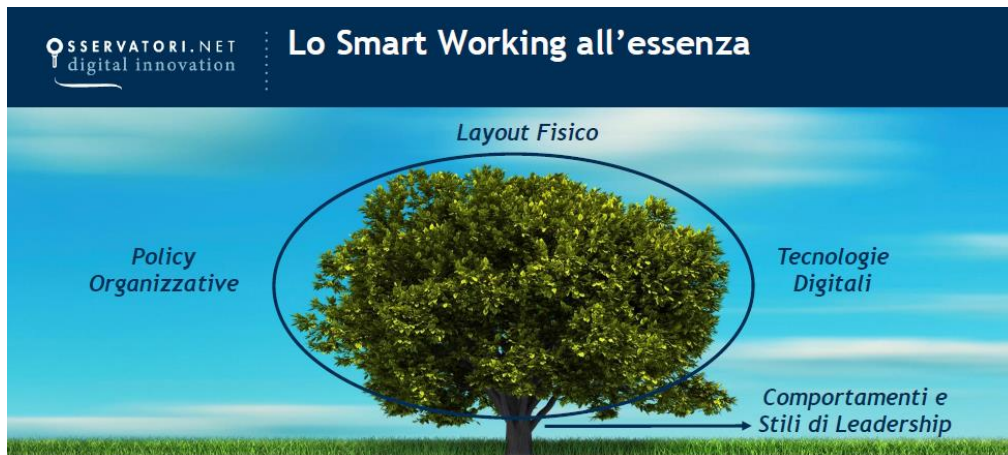 OSSERVATORI.NET
digital innovation
Lo Smart Working all'essenza
Layout Fisico
Policy
Organizzative
Tecnologie
Digitali
Comportamenti e
Stili di Leadership